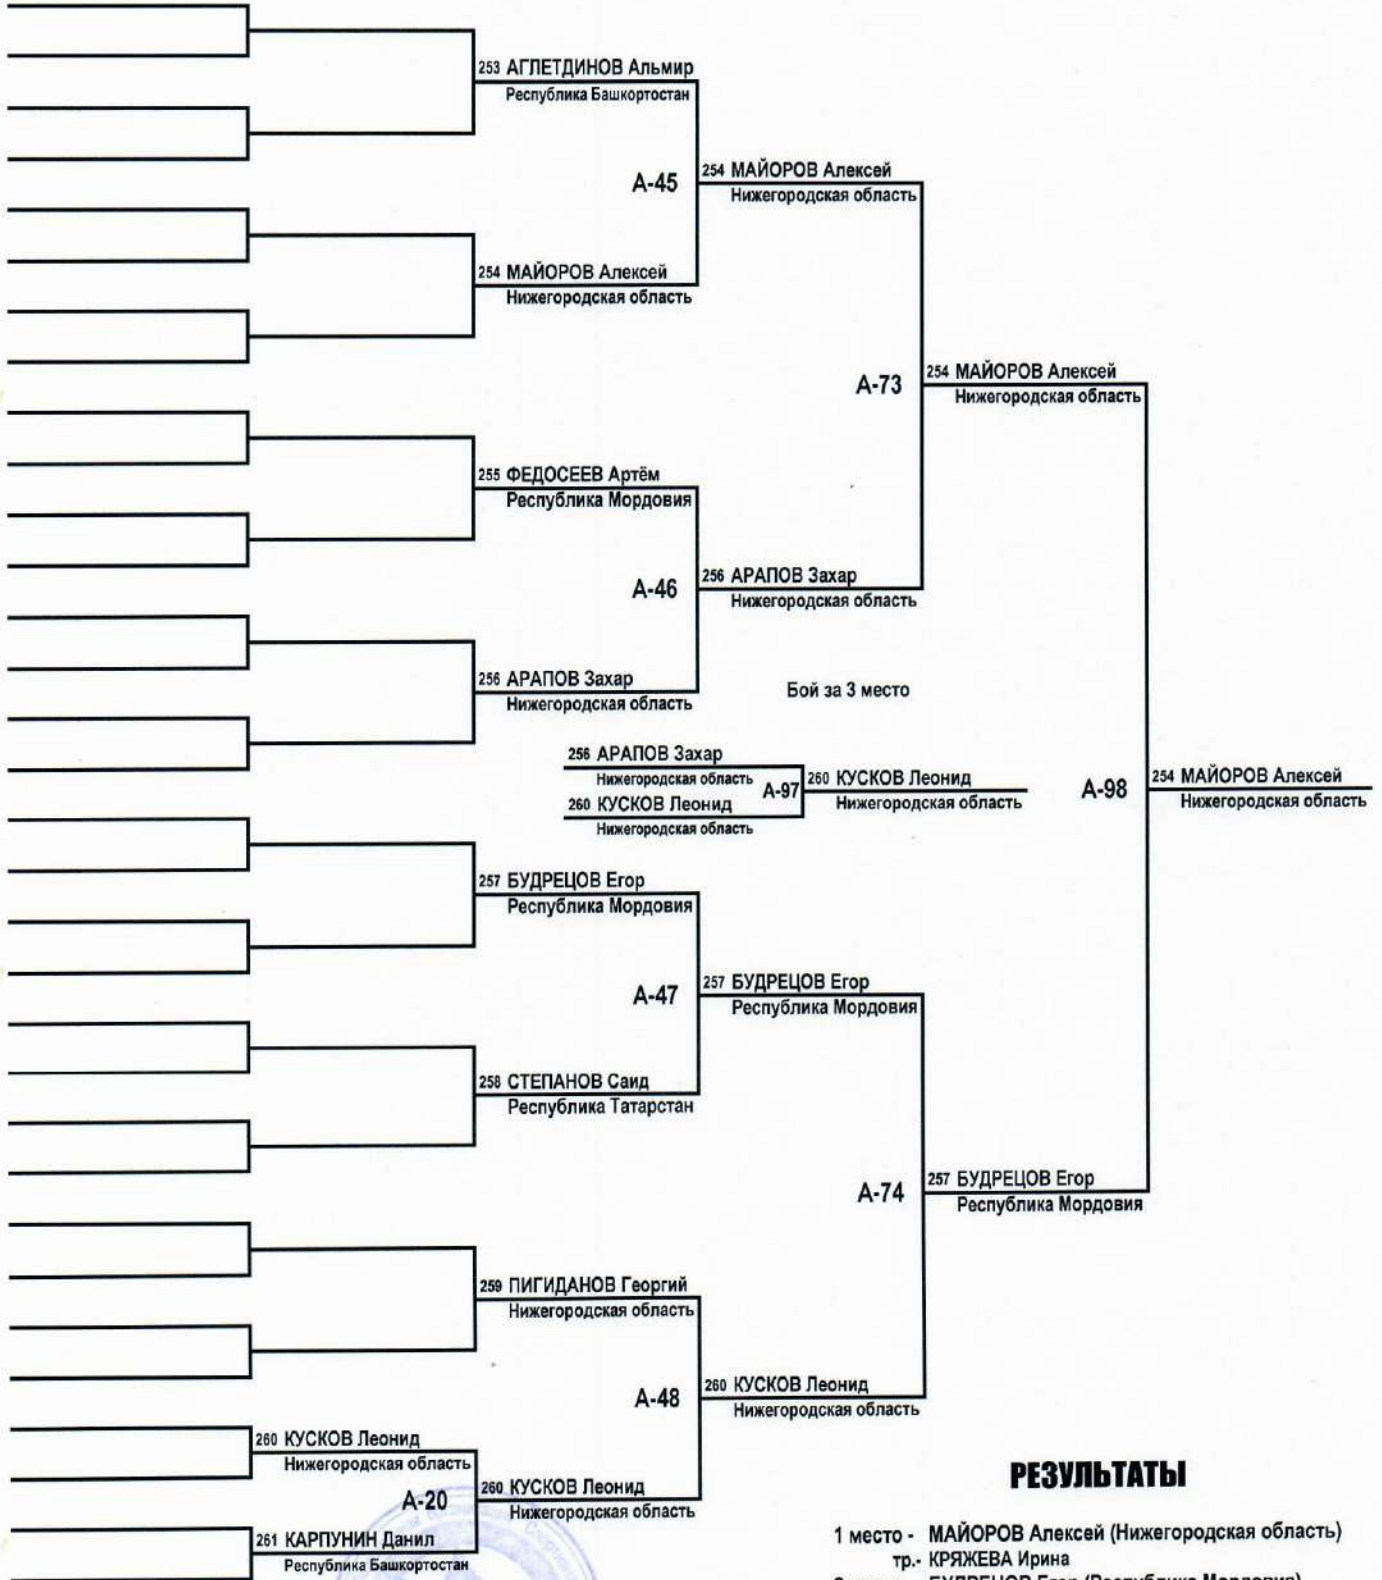 253 АГЛЕТДИНОВ Альмир
Республика Башкортостан
А-45
254 МАЙОРОВ Алексей
Нижегородская область
254 МАЙОРОВ Алексей
Нижегородская область
А-73
254 МАЙОРОВ Алексей
Нижегородская область
255 ФЕДОСЕЕВ Артём
Республика Мордовия
А-46
256 АРАПОВ Захар
Нижегородская область
256 АРАПОВ Захар
Нижегородская область
Бой за 3 место
256 АРАПОВ Захар
Нижегородская область
А-97
260 КУСКОВ Леонид
Нижегородская область
260 КУСКОВ Леонид
Нижегородская область
А-98
254 МАЙОРОВ Алексей
Нижегородская область
257 БУДРЕЦОВ Егор
Республика Мордовия
А-47
257 БУДРЕЦОВ Егор
Республика Мордовия
258 СТЕПАНОВ Саид
Республика Татарстан
А-74
257 БУДРЕЦОВ Егор
Республика Мордовия
259 ПИГИДАНОВ Георгий
Нижегородская область
А-48
260 КУСКОВ Леонид
Нижегородская область
260 КУСКОВ Леонид
Нижегородская область
А-20
260 КУСКОВ Леонид
Нижегородская область
261 КАРПУНИН Данил
Республика Башкортостан
РЕЗУЛЬТАТЫ
1 место - МАЙОРОВ Алексей (Нижегородская область)
тр.- КРЯЖЕВА Ирина
БУДРЕЦОВ Егор (Республика Мордовия)